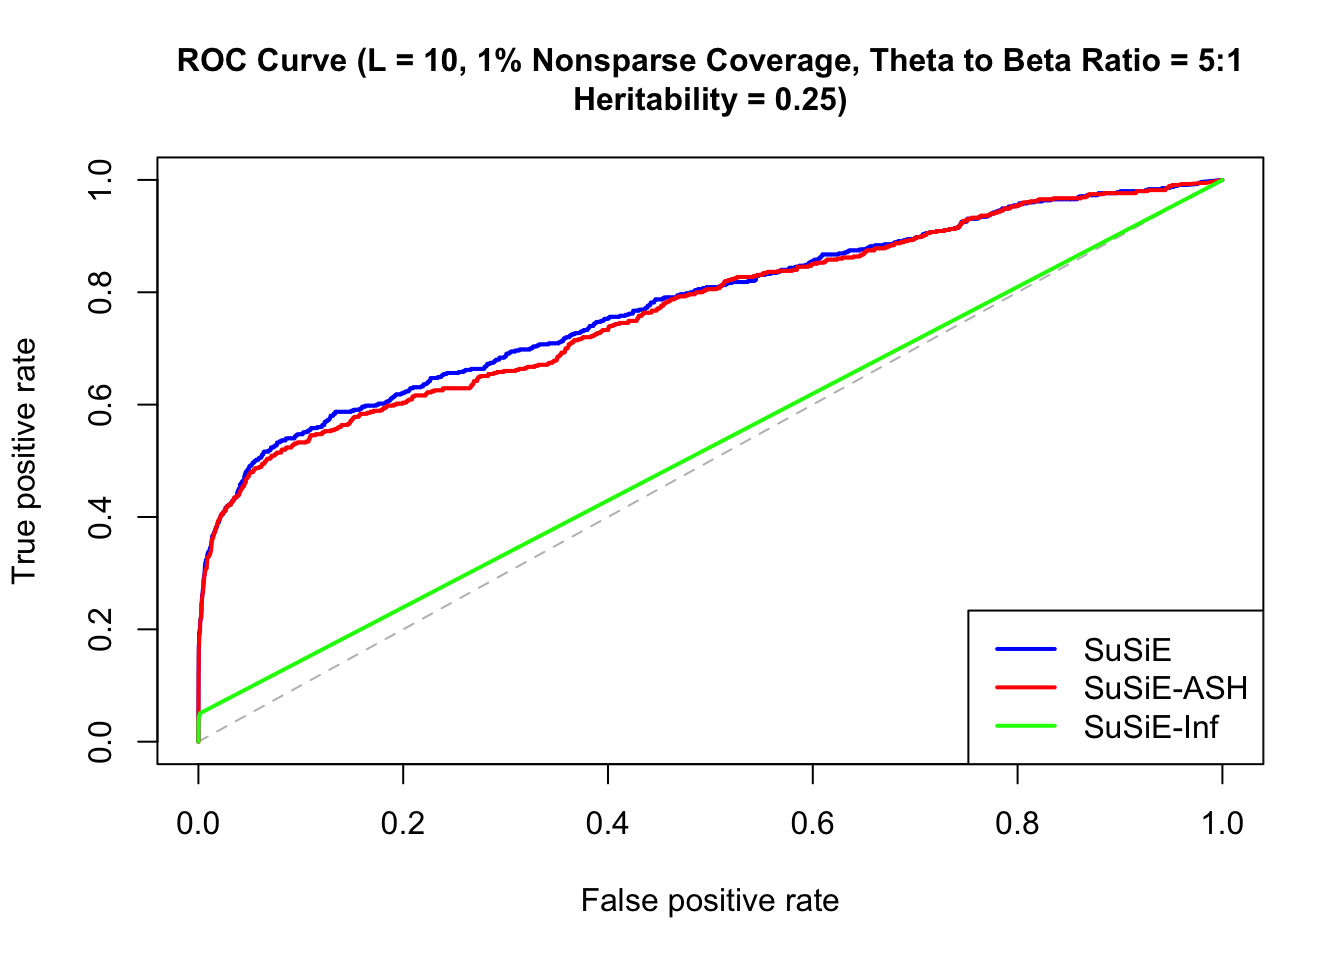 ROC Curve (L = 10, 1% Nonsparse Coverage, Theta to Beta Ratio = 5:1
Heritability = 0.25)
True positive rate
1.0
0.8
0.6
0.4
0.2
0.0
SuSiE
SuSiE-ASH
SuSiE-Inf
0.0 0.2 0.4 0.6 0.8 1.0
False positive rate